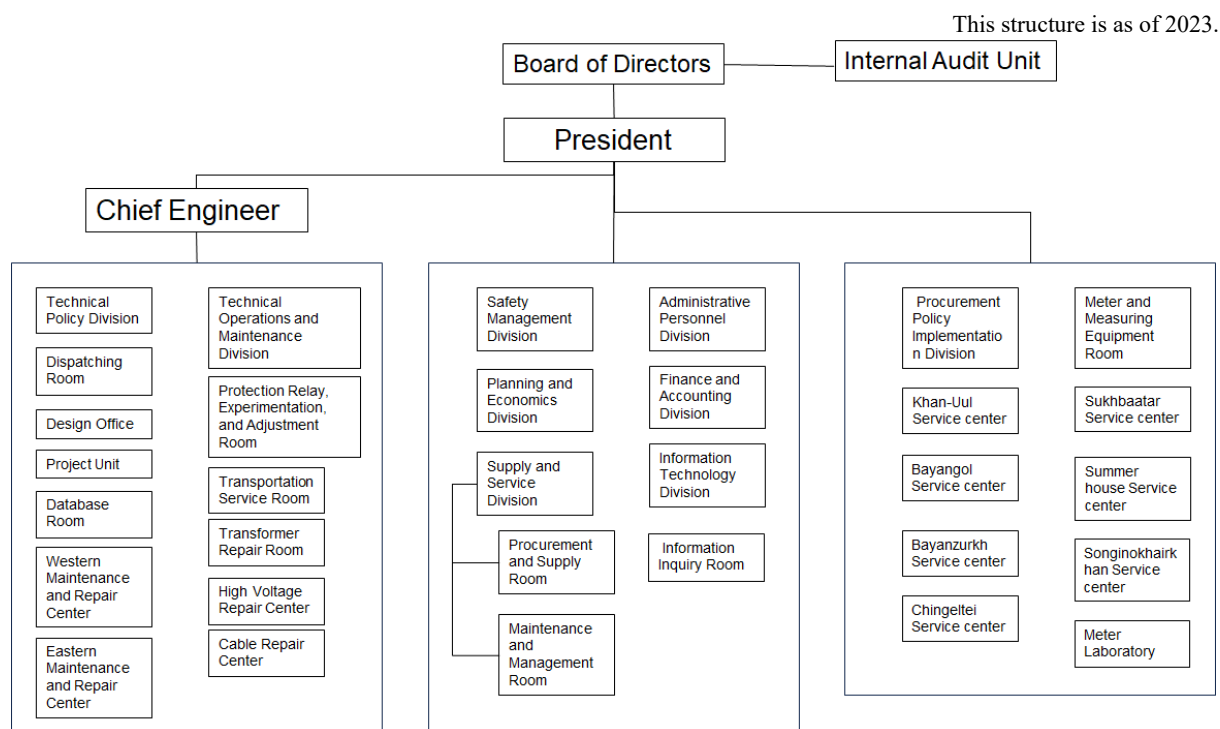 This structure is as of 2023.
Board of Directors
Internal Audit Unit
President
Chief Engineer
Technical
Policy Division
Dispatching
Room
Design Office
Project Unit
Database
Room
Western
Maintenance
and Repair
Center
Eastern
Maintenance
and Repair
Center
Technical
Operations and
Maintenance
Division
Protection Relay,
Experimentation,
and Adjustment
Room
Transportation
Service Room
Transformer
Repair Room
High Voltage
Repair Center
Cable Repair
Center
Safety
Management
Division
Planning and
Economics
Division
Supply and
Service
Division
Procurement
and Supply
Room
Maintenance
and
Management
Room
Administrative
Personnel
Division
Finance and
Accounting
Division
Information
Technology
Division
Information
Inquiry Room
Procurement
Policy
Implementatio
n Division
Khan-Uul
Service center
Bayangol
Service center
Bayanzurkh
Service center
Chingeltei
Service center
Meter and
Measuring
Equipment
Room
Sukhbaatar
Service center
Summer
house Service
center
Songinokhairk
han Service
center
Meter
Laboratory